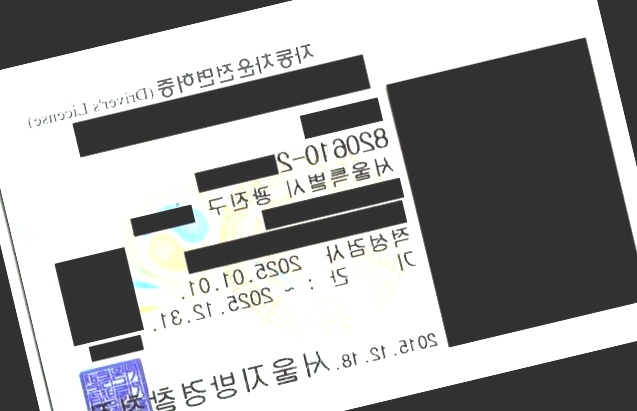 자동차운전면허증 (Driver's License)
820610-2
서울특별시 광진구
적성검사 2025.01.01.
기 간 : ~ 2025.12.31.
2015.12.18. 서울지방경찰청장